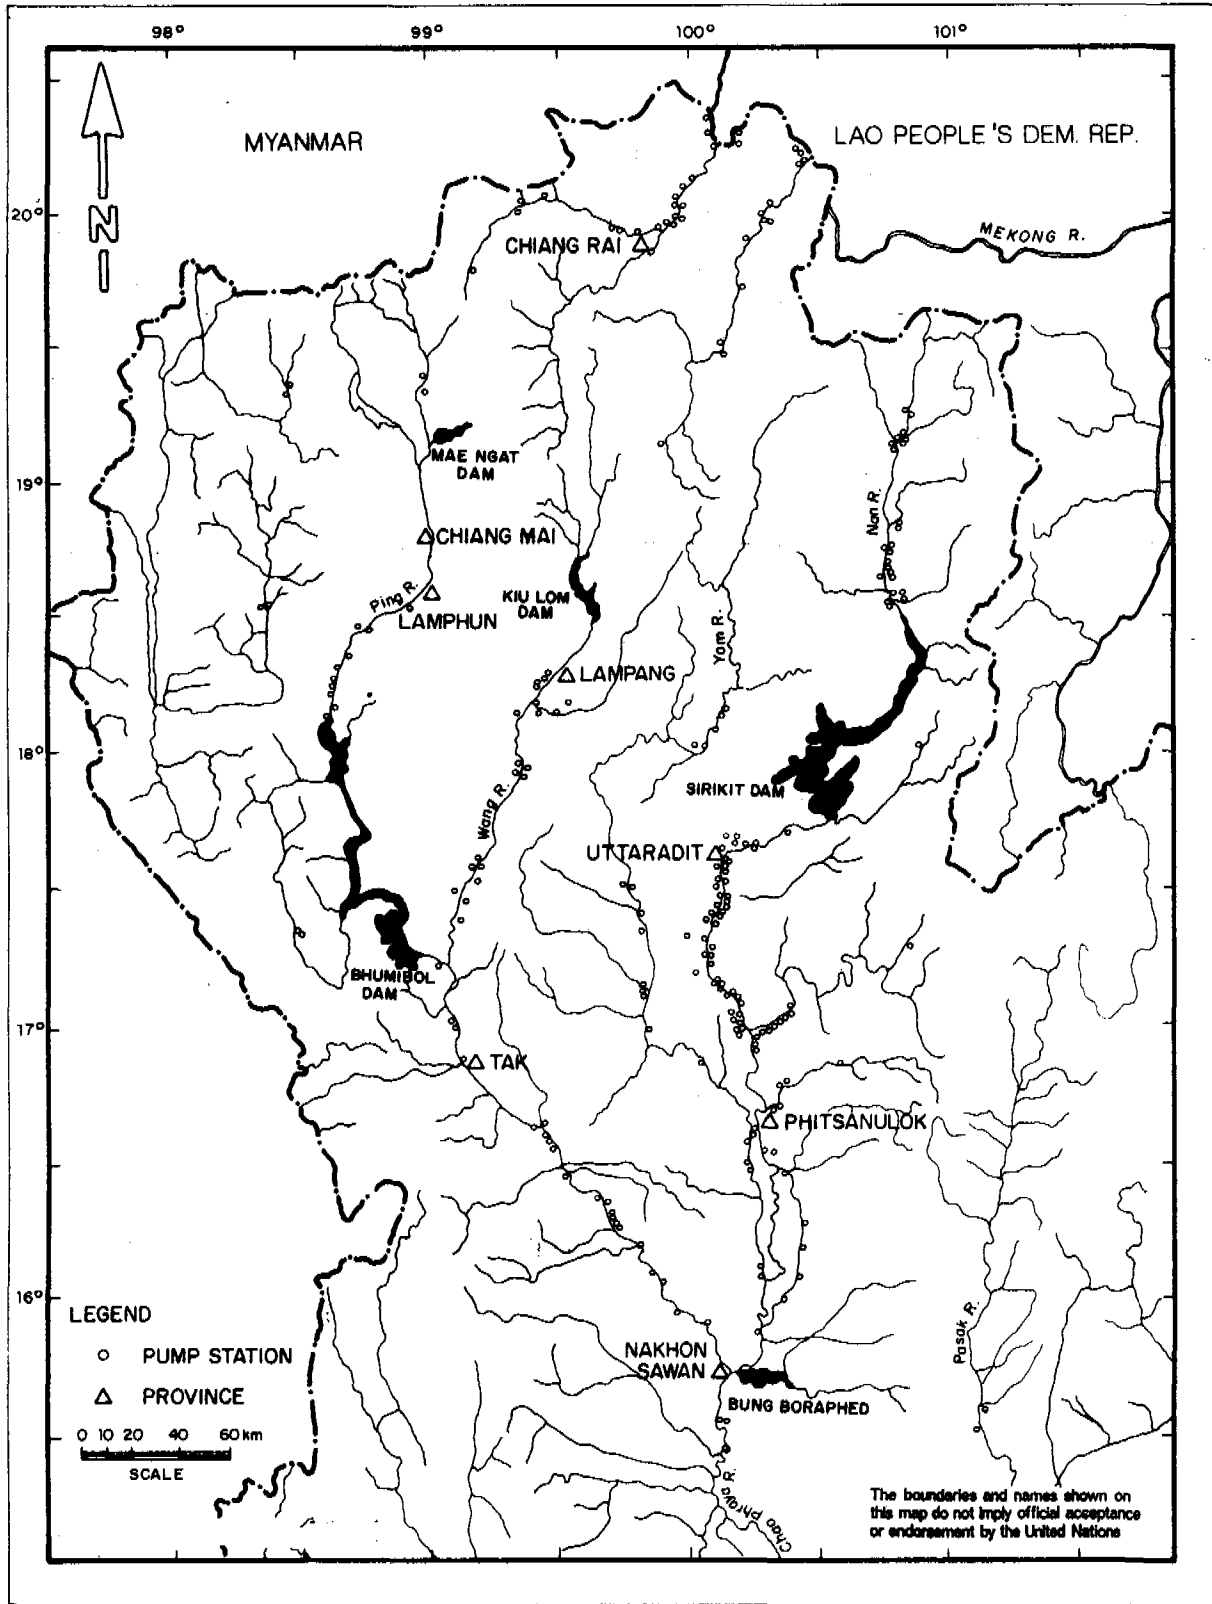 98° 99° 100° 101°
MYANMAR
LAO PEOPLE'S DEM. REP.
N
20°
MEKONG R.
CHIANG RAI
MAE NGAT
DAM
19°
Nan R.
CHIANG MAI
Ping R.
KIU LOM
DAM
LAMPHUN
Yom R.
LAMPANG
18°
SIRIKIT DAM
Wang R.
UTTARADIT
BHUMIBOL
DAM
17°
TAK
PHITSANULOK
16°
LEGEND
PUMP STATION
PROVINCE
0 10 20 40 60 km
SCALE
Pasak R.
NAKHON
SAWAN
BUNG BORAPHED
Chao Phraya R.
The boundaries and names shown on
this map do not imply official acceptance
or endorsement by the United Nations